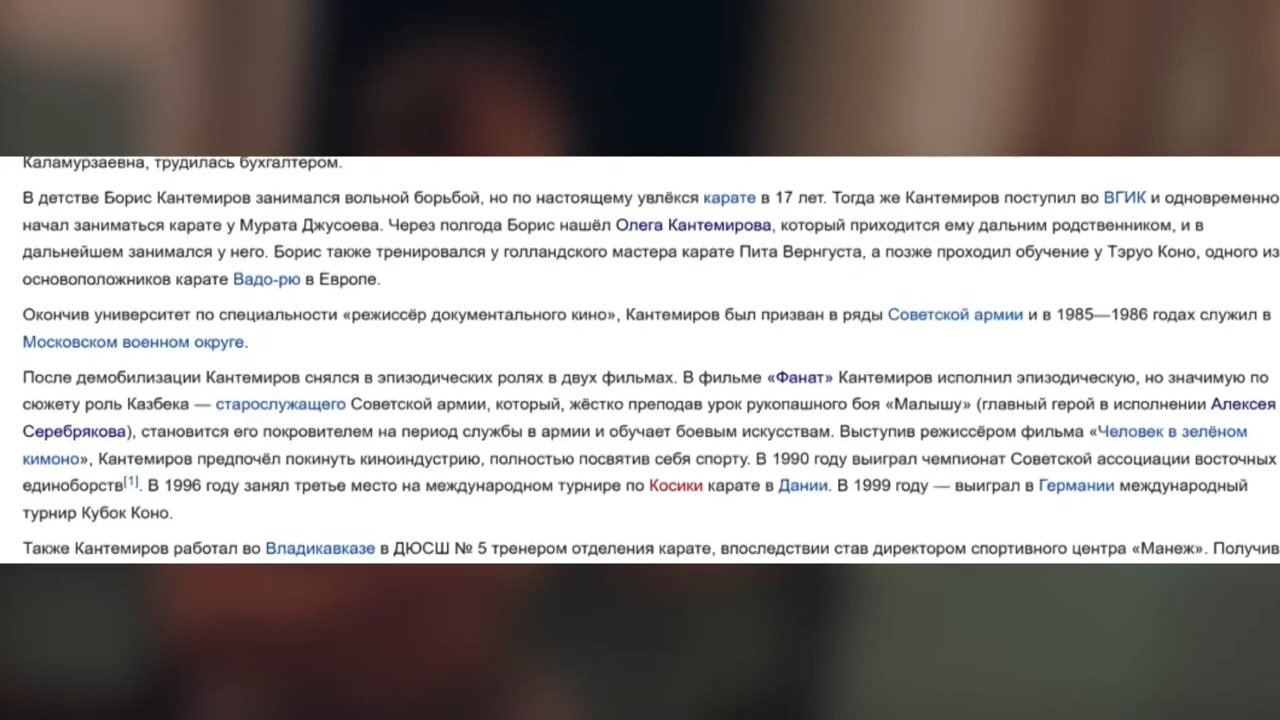 Каламурзаевна, трудилась бухгалтером.
В детстве Борис Кантемиров занимался вольной борьбой, но по настоящему увлёкся карате в 17 лет. Тогда же Кантемиров поступил во ВГИК и одновременно
начал заниматься карате у Мурата Джусоева. Через полгода Борис нашёл Олега Кантемирова, который приходится ему дальним родственником, и в
дальнейшем занимался у него. Борис также тренировался у голландского мастера карате Пита Вернгуста, а позже проходил обучение у Тэруо Коно, одного из
основоположников карате Вадо-рю в Европе.
Окончив университет по специальности «режиссёр документального кино», Кантемиров был призван в ряды Советской армии и в 1985—1986 годах служил в
Московском военном округе.
После демобилизации Кантемиров снялся в эпизодических ролях в двух фильмах. В фильме «Фанат» Кантемиров исполнил эпизодическую, но значимую по
сюжету роль Казбека — старослужащего Советской армии, который, жёстко преподав урок рукопашного боя «Малышу» (главный герой в исполнении Алексея
Серебрякова), становится его покровителем на период службы в армии и обучает боевым искусствам. Выступив режиссёром фильма «Человек в зелёном
кимоно», Кантемиров предпочёл покинуть киноиндустрию, полностью посвятив себя спорту. В 1990 году выиграл чемпионат Советской ассоциации восточных
единоборств[1]. В 1996 году занял третье место на международном турнире по Косики карате в Дании. В 1999 году — выиграл в Германии международный
турнир Кубок Коно.
Также Кантемиров работал во Владикавказе в ДЮСШ № 5 тренером отделения карате, впоследствии став директором спортивного центра «Манеж». Получив